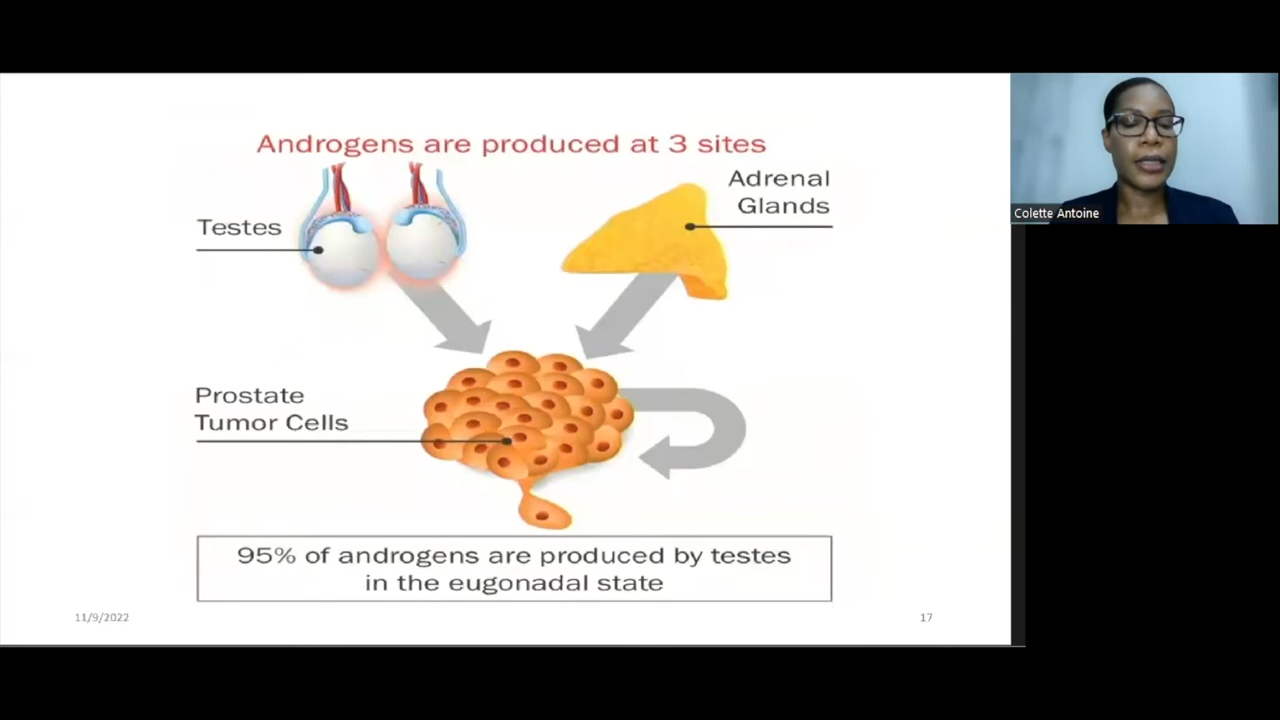 Androgens are produced at 3 sites
Testes
Adrenal
Glands
Prostate
Tumor Cells
95% of androgens are produced by testes
in the eugonadal state
11/9/2022
17
Colette Antoine